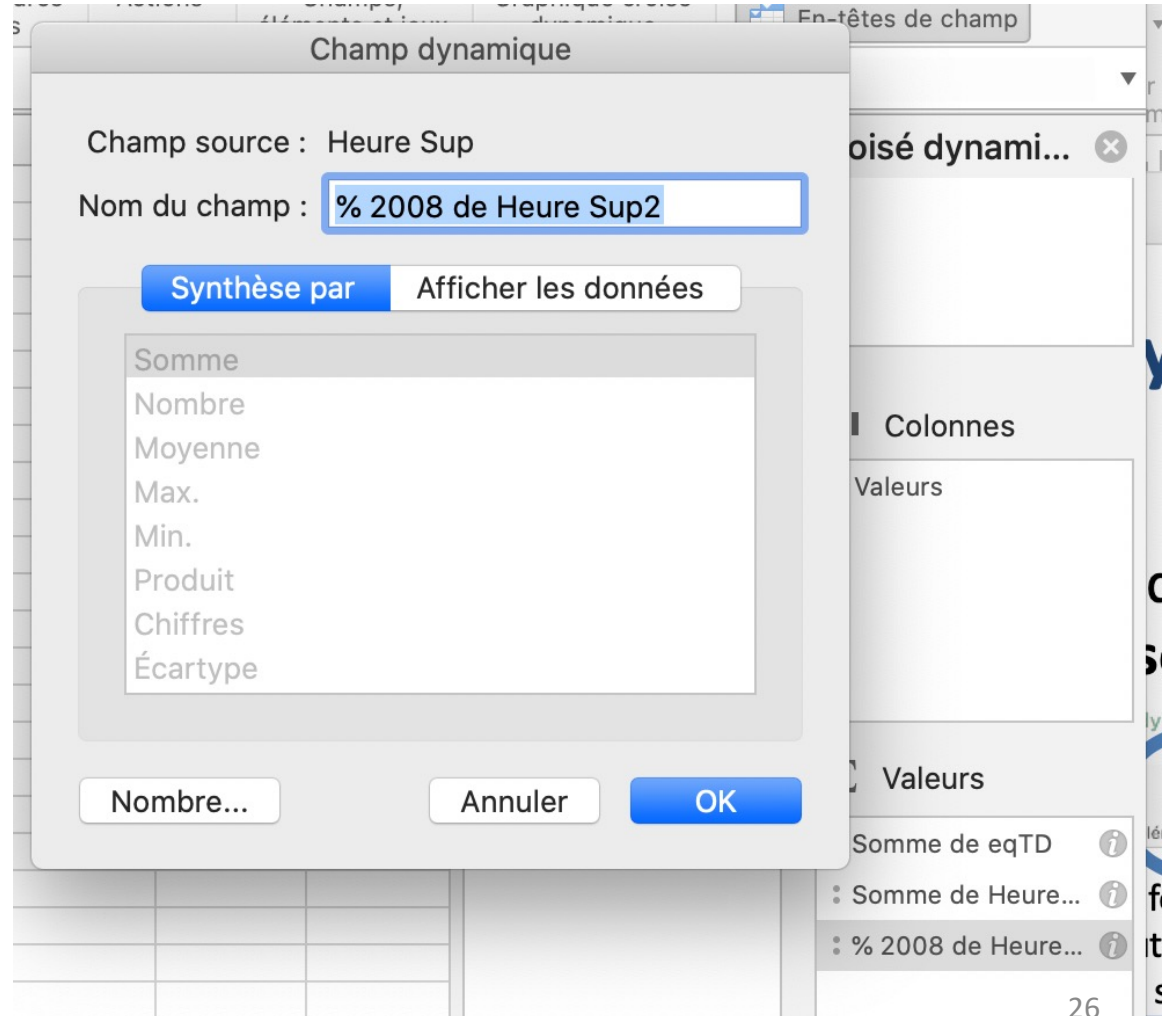 En-têtes de champ
Champ dynamique
Champ source : Heure Sup
Nom du champ : % 2008 de Heure Sup2
Synthèse par Afficher les données
Somme
Nombre
Moyenne
Max.
Min.
Produit
Chiffres
Écartype
Nombre... Annuler OK
oisé dynami...
Colonnes
Valeurs
Valeurs
Somme de eqTD
Somme de Heure...
% 2008 de Heure...
26